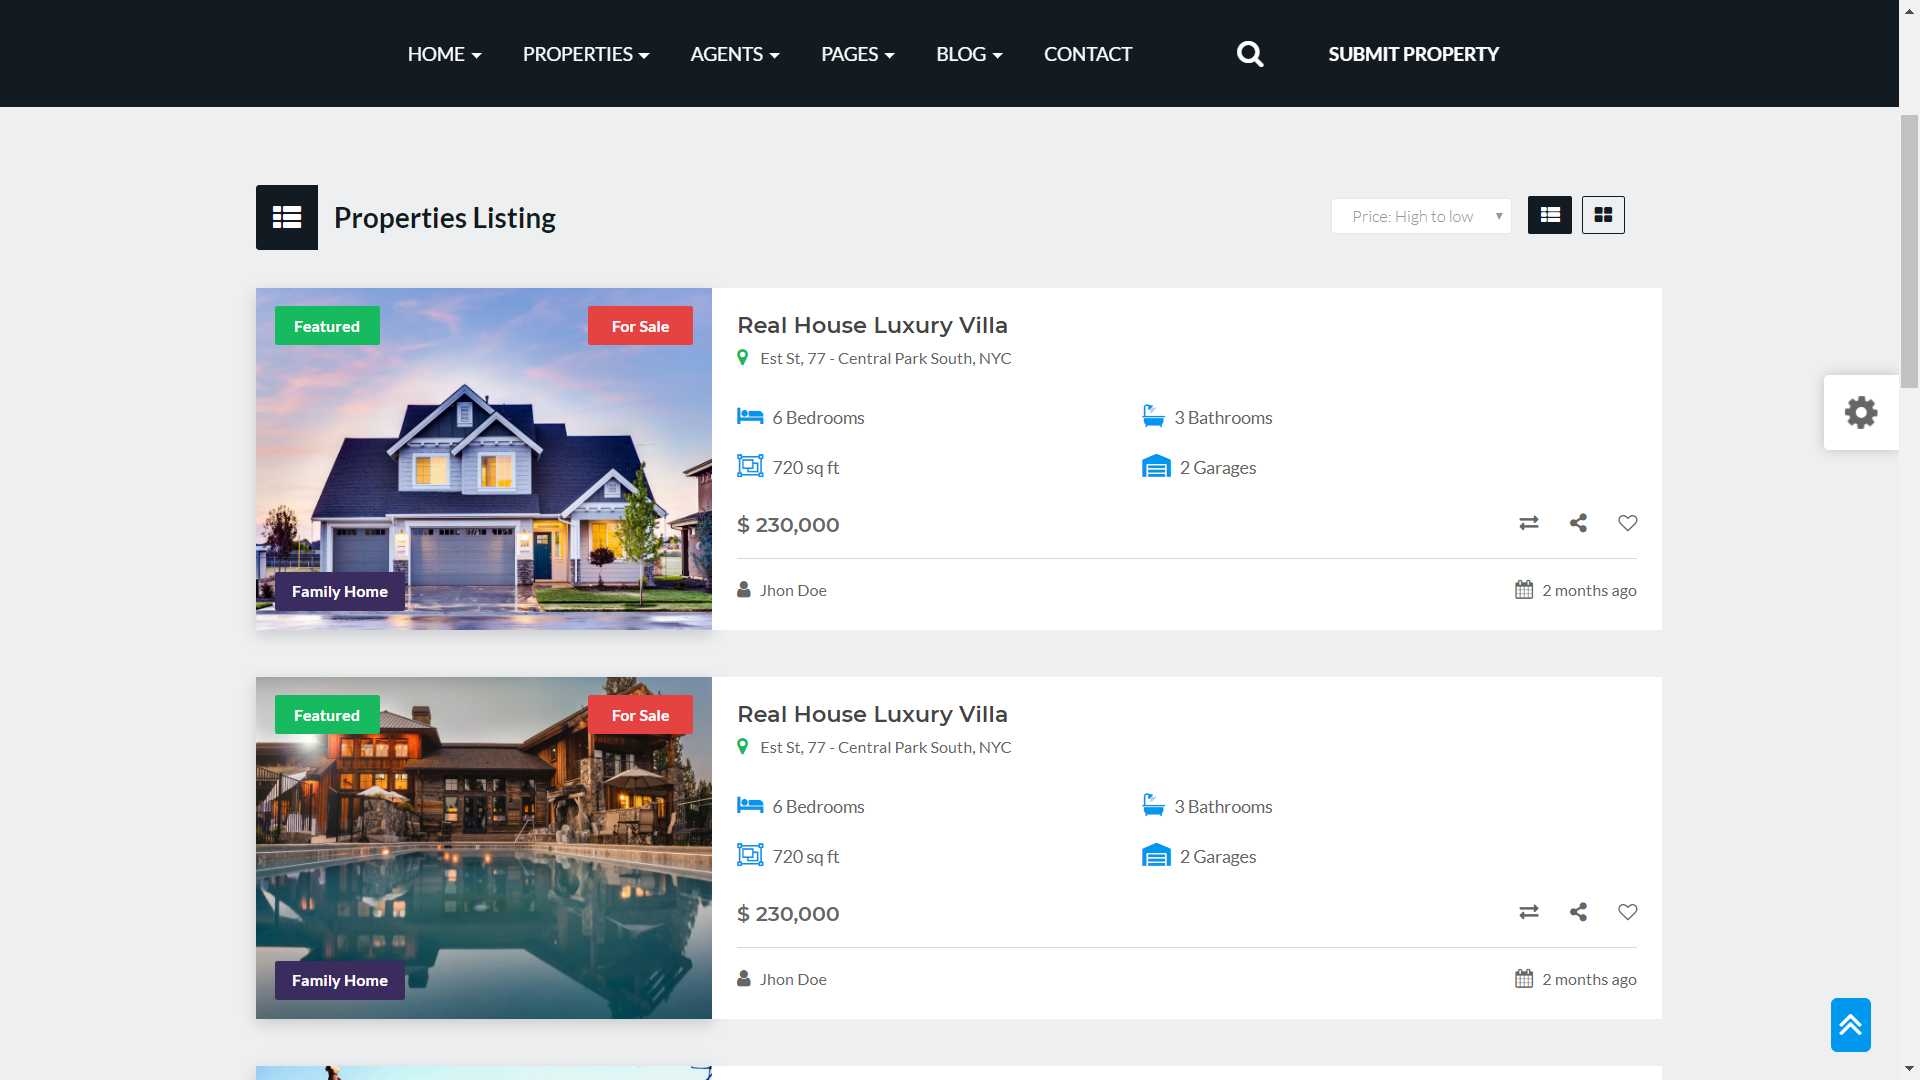 HOME PROPERTIES AGENTS PAGES BLOG CONTACT SUBMIT PROPERTY
Properties Listing
Price: High to low
Featured
For Sale
Family Home
Real House Luxury Villa
Est St, 77 - Central Park South, NYC
6 Bedrooms
3 Bathrooms
720 sq ft
2 Garages
$ 230,000
Jhon Doe
2 months ago
Featured
For Sale
Family Home
Real House Luxury Villa
Est St, 77 - Central Park South, NYC
6 Bedrooms
3 Bathrooms
720 sq ft
2 Garages
$ 230,000
Jhon Doe
2 months ago